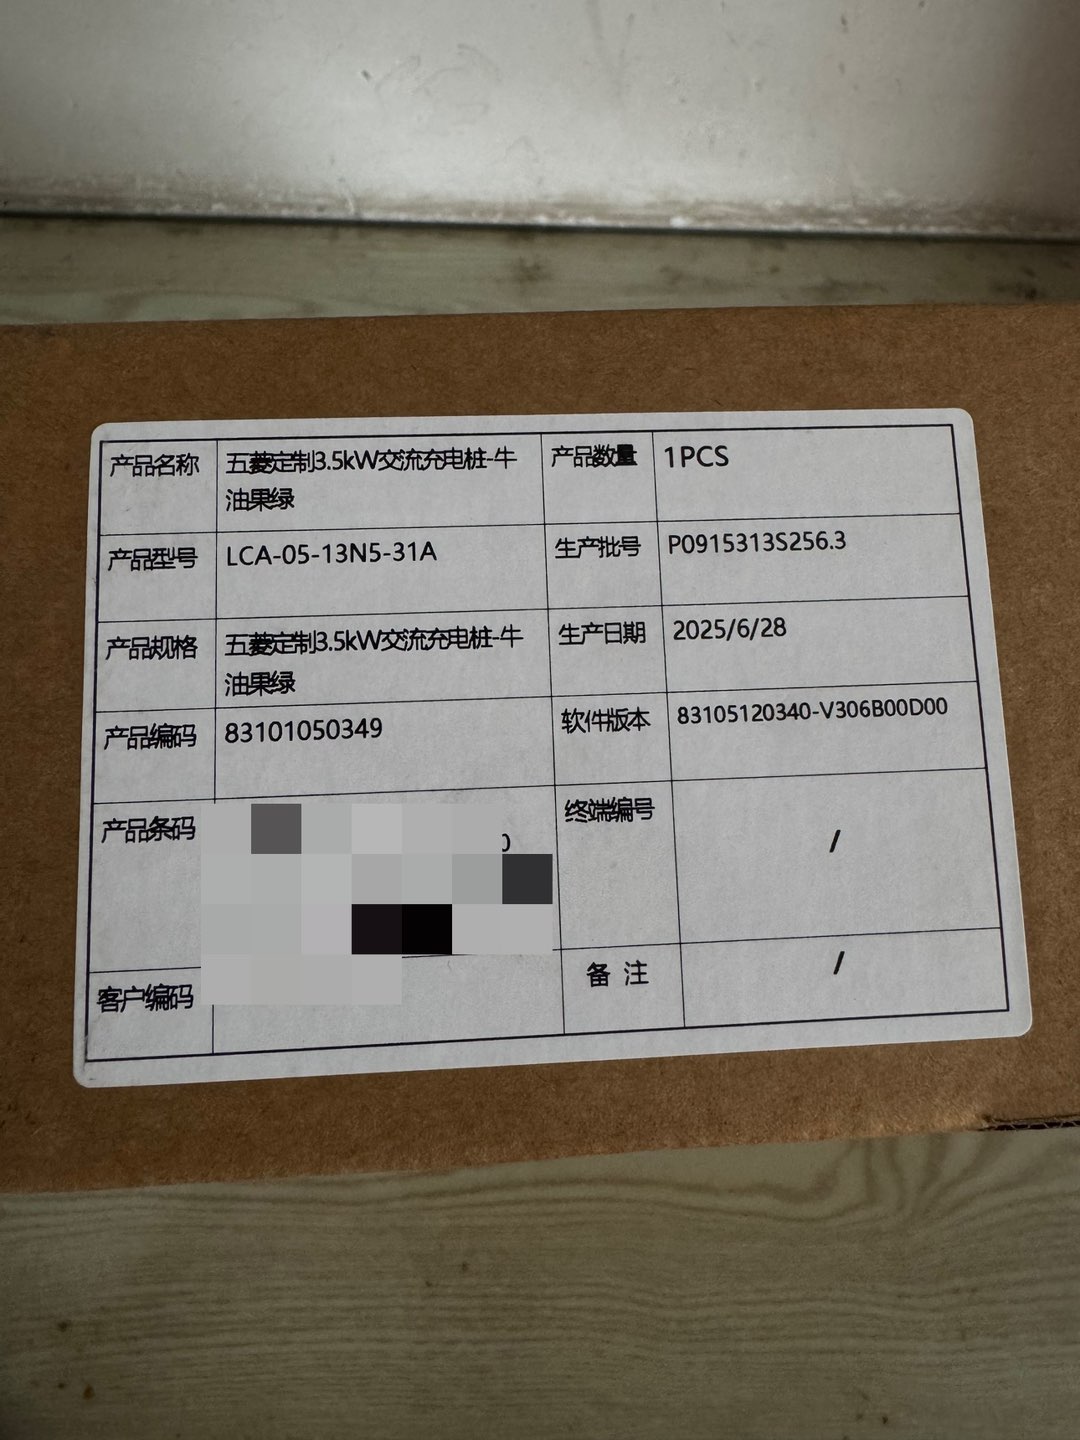 产品名称 五菱定制3.5kW交流充电桩-牛 产品数量 1PCS
油果绿
产品型号 LCA-05-13N5-31A 生产批号 P0915313S256.3
产品规格 五菱定制3.5kW交流充电桩-牛 生产日期 2025/6/28
油果绿
产品编码 83101050349 软件版本 83105120340-V306B00D00
产品条码 终端编号 /
客户编码 备 注 /